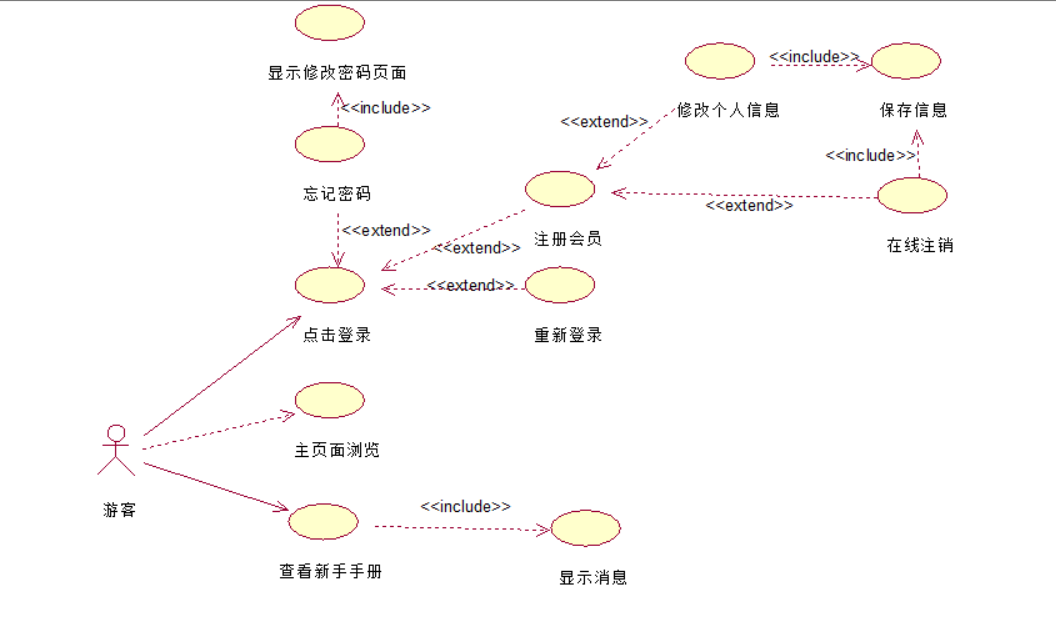 显示修改密码页面
<<include>>
忘记密码
<<extend>>
点击登录
<<include>>
修改个人信息
保存信息
<<extend>>
<<include>>
<<extend>>
在线注销
注册会员
<<extend>>
<<extend>>
重新登录
主页面浏览
游客
<<include>>
查看新手手册
显示消息